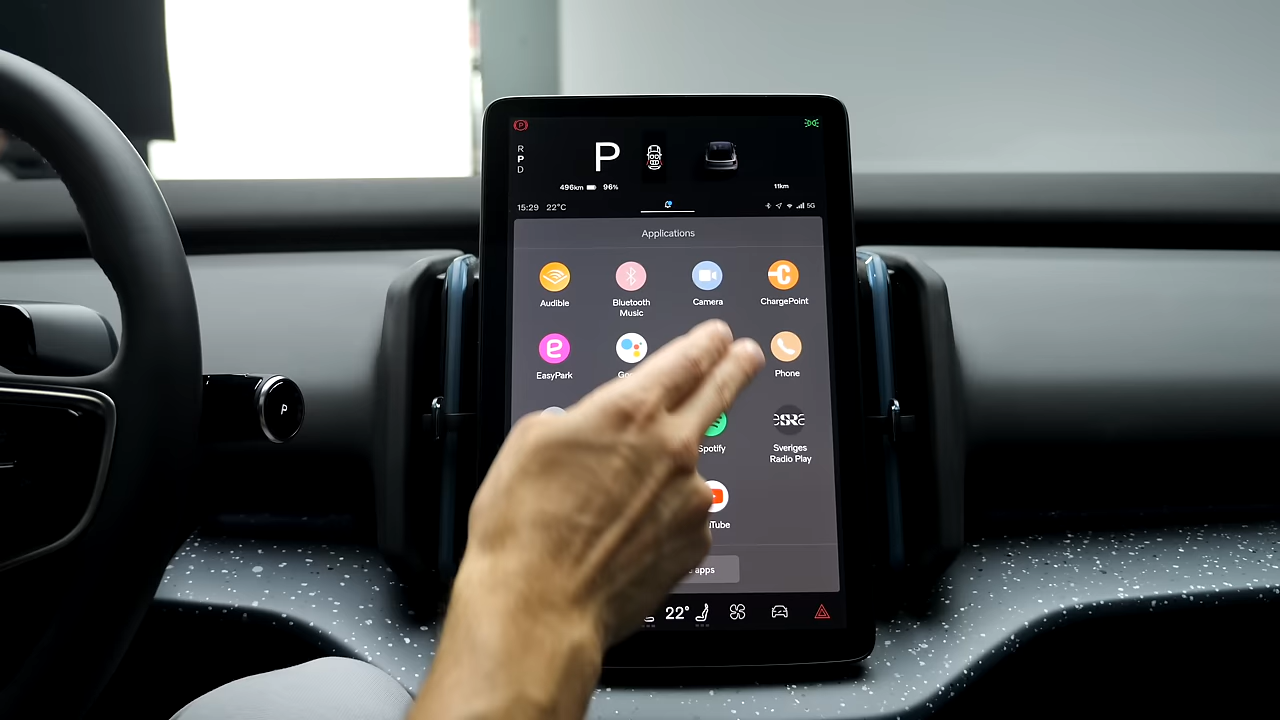 R
P
P
D
496km 96%
11km
15:29 22°C
5G
Applications
Audible
Bluetooth
Music
Camera
ChargePoint
EasyPark
Phone
Spotify
SR
Sveriges
Radio Play
apps
22°
P